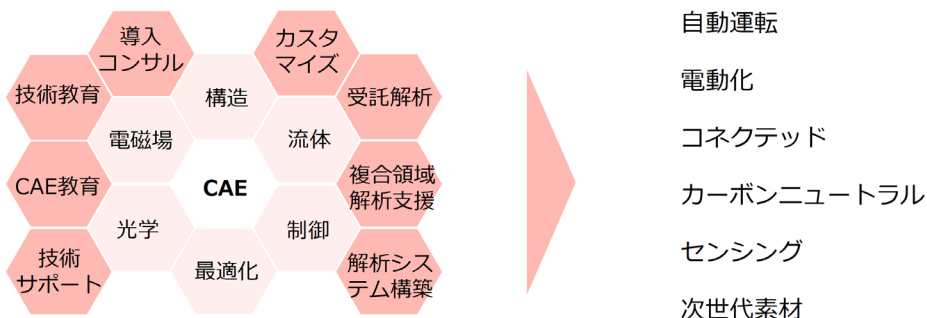 導入
コンサル
カスタ
マイズ
技術教育
構造
受託解析
電磁場
流体
CAE教育
CAE
複合領域
解析支援
光学
制御
技術
サポート
最適化
解析シス
テム構築
自動運転
電動化
コネクテッド
カーボンニュートラル
センシング
次世代素材